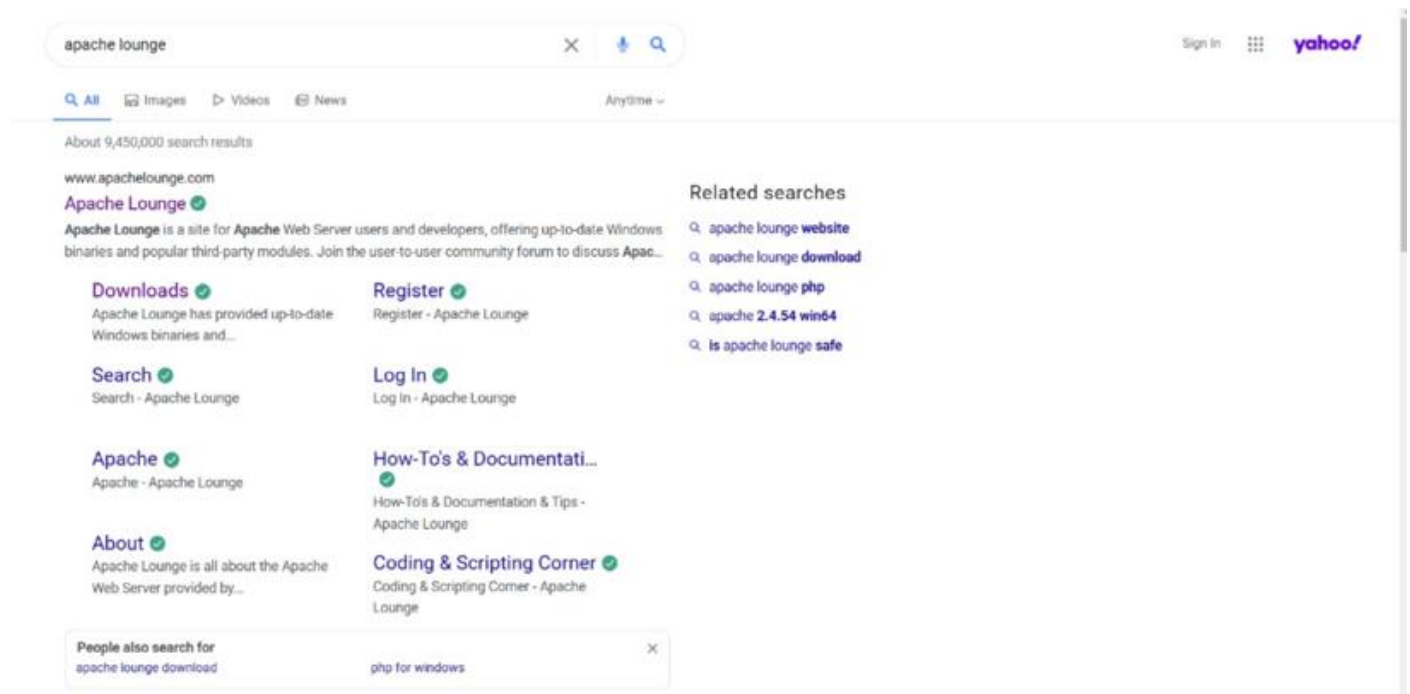 apache lounge
Sign In
yahoo!
All Images Videos News Anytime
About 9,450,000 search results
www.apachelounge.com
Apache Lounge
Apache Lounge is a site for Apache Web Server users and developers, offering up-to-date Windows
binaries and popular third-party modules. Join the user-to-user community forum to discuss Apac...
Downloads
Apache Lounge has provided up-to-date
Windows binaries and...
Register
Register - Apache Lounge
Search
Search - Apache Lounge
Log In
Log In - Apache Lounge
Apache
Apache - Apache Lounge
How-To's & Documentati...
How-To's & Documentation & Tips -
Apache Lounge
About
Apache Lounge is all about the Apache
Web Server provided by...
Coding & Scripting Corner
Coding & Scripting Corner - Apache
Lounge
People also search for
apache lounge download
php for windows
Related searches
apache lounge website
apache lounge download
apache lounge php
apache 2.4.54 win64
is apache lounge safe